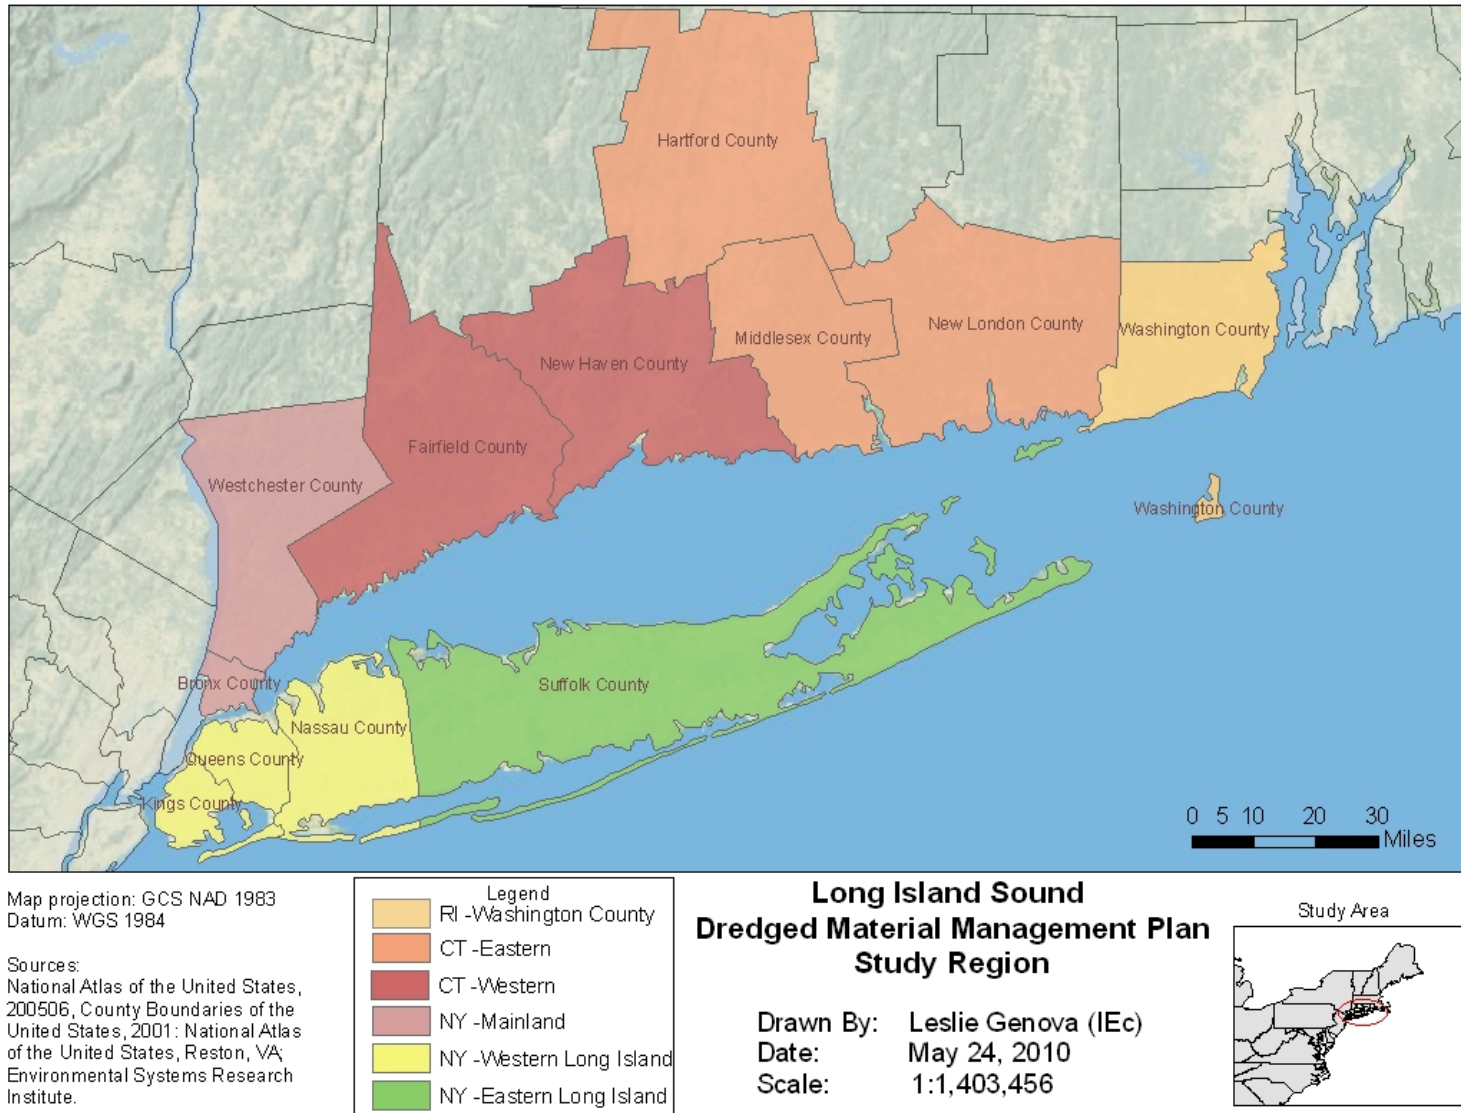 Hartford County
Middlesex County
New London County
Washington County
New Haven County
Fairfield County
Westchester County
Washington County
Bronx County
Suffolk County
Nassau County
Queens County
Kings County
0 5 10 20 30
Miles
Map projection: GCS NAD 1983
Datum: WGS 1984
Sources:
National Atlas of the United States,
200506, County Boundaries of the
United States, 2001: National Atlas
of the United States, Reston, VA;
Environmental Systems Research
Institute.
Legend
RI -Washington County
CT -Eastern
CT -Western
NY -Mainland
NY -Western Long Island
NY -Eastern Long Island
Long Island Sound
Dredged Material Management Plan
Study Region
Drawn By: Leslie Genova (IEc)
Date: May 24, 2010
Scale: 1:1,403,456
Study Area